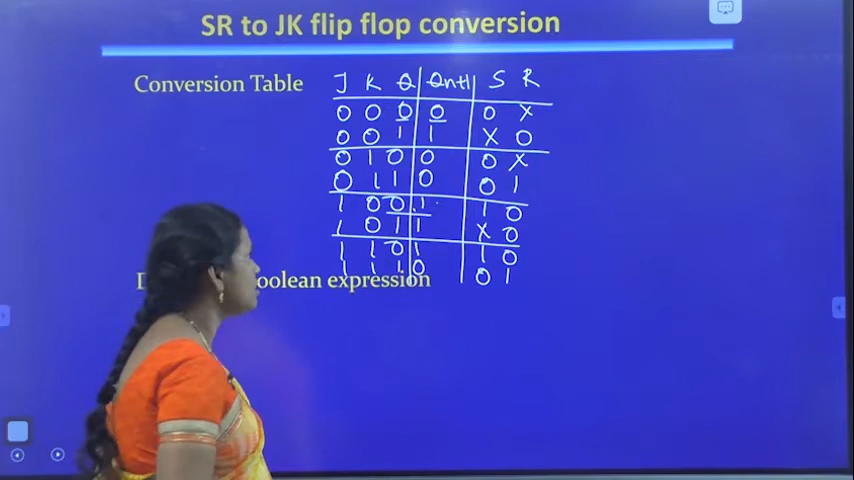 SR to JK flip flop conversion
Conversion Table
J K Q Qn+1 S R
0 0 0 0 0 X
0 0 1 1 X 0
0 1 0 0 0 X
0 1 1 0 0 1
1 0 0 1 1 0
1 0 1 1 X 0
1 1 0 1 1 0
1 1 1 0 0 1
oolean expression